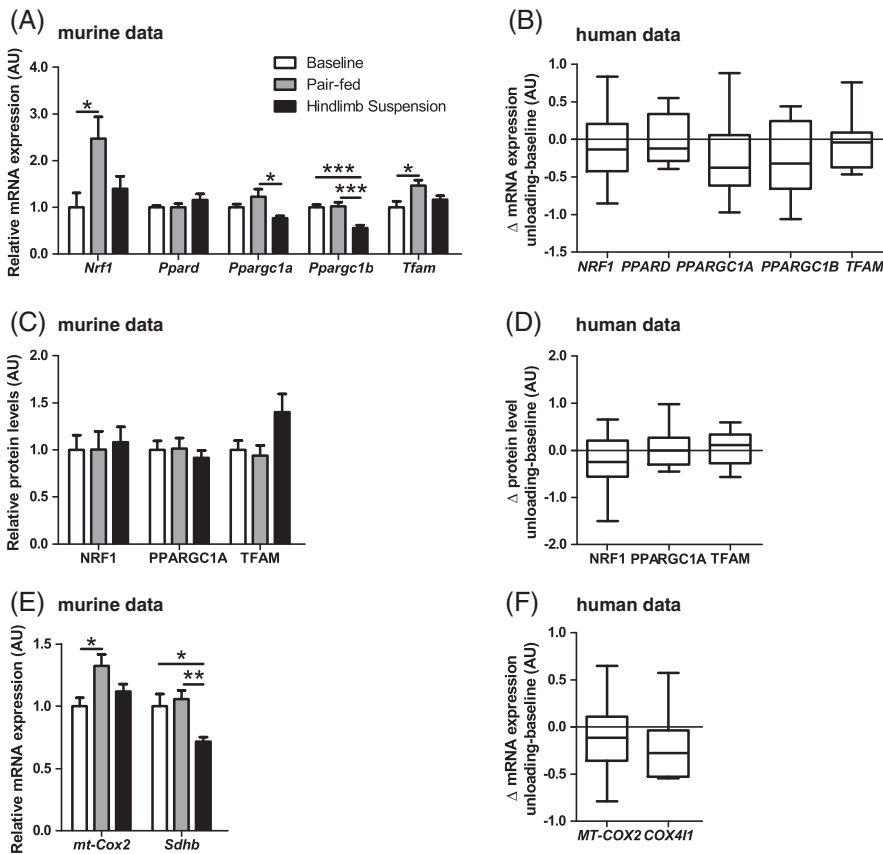 (A) murine data
Relative mRNA expression (AU)
4.0
3.0
2.0
1.0
0.0
Baseline
Pair-fed
Hindlimb Suspension
*
*
***
***
*
Nrf1 Ppard Ppargc1a Ppargc1b Tfam
(B) human data
Δ mRNA expression
unloading-baseline (AU)
1.0
0.5
0.0
-0.5
-1.0
-1.5
NRF1 PPARD PPARGC1A PPARGC1B TFAM
(C) murine data
Relative protein levels (AU)
2.0
1.5
1.0
0.5
0.0
NRF1 PPARGC1A TFAM
(D) human data
Δ protein level
unloading-baseline (AU)
2.0
1.0
0.0
-1.0
-2.0
NRF1 PPARGC1A TFAM
(E) murine data
Relative mRNA expression (AU)
1.5
1.0
0.5
0.0
*
*
**
mt-Cox2 Sdhb
(F) human data
Δ mRNA expression
unloading-baseline (AU)
1.0
0.5
0.0
-0.5
-1.0
MT-COX2 COX4I1